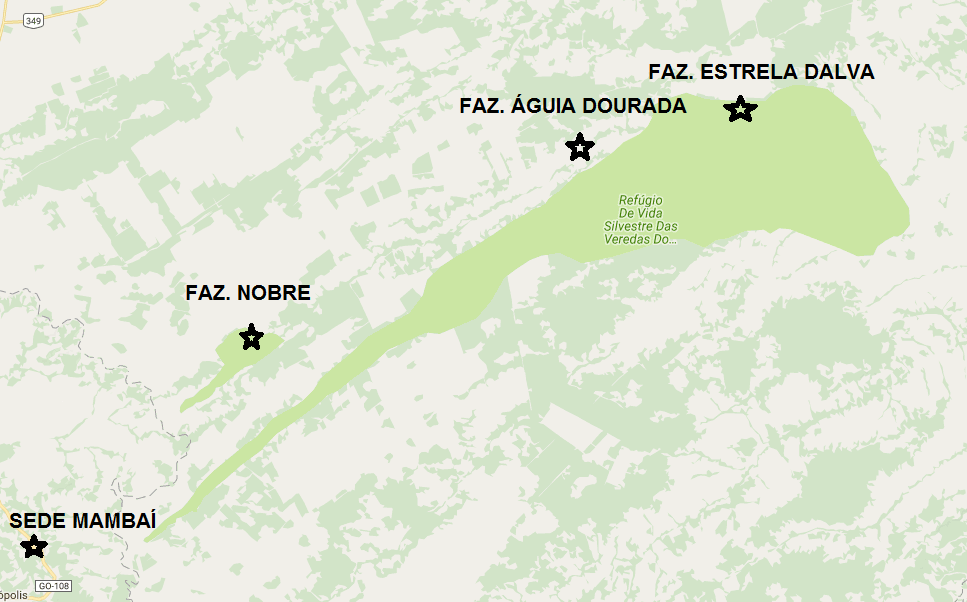 349
FAZ. ESTRELA DALVA
FAZ. ÁGUIA DOURADA
Refúgio
De Vida
Silvestre Das
Veredas Do...
FAZ. NOBRE
SEDE MAMBAÍ
GO-108
ópolis